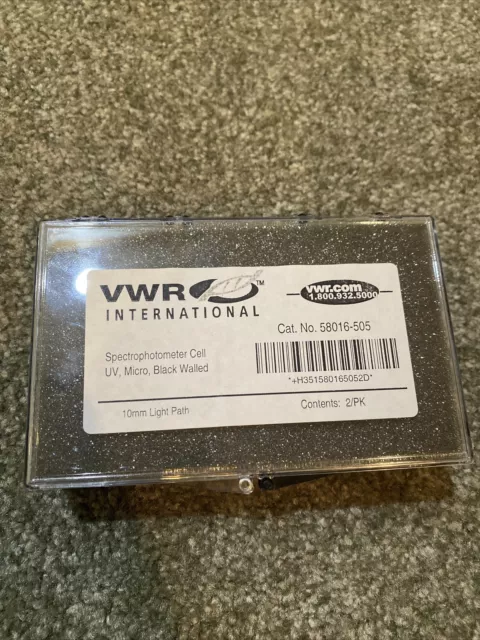 VWR™
INTERNATIONAL
vwr.com
1.800.932.5000
Cat. No. 58016-505
Spectrophotometer Cell
UV, Micro, Black Walled
*+H351580165052D*
10mm Light Path
Contents: 2/PK